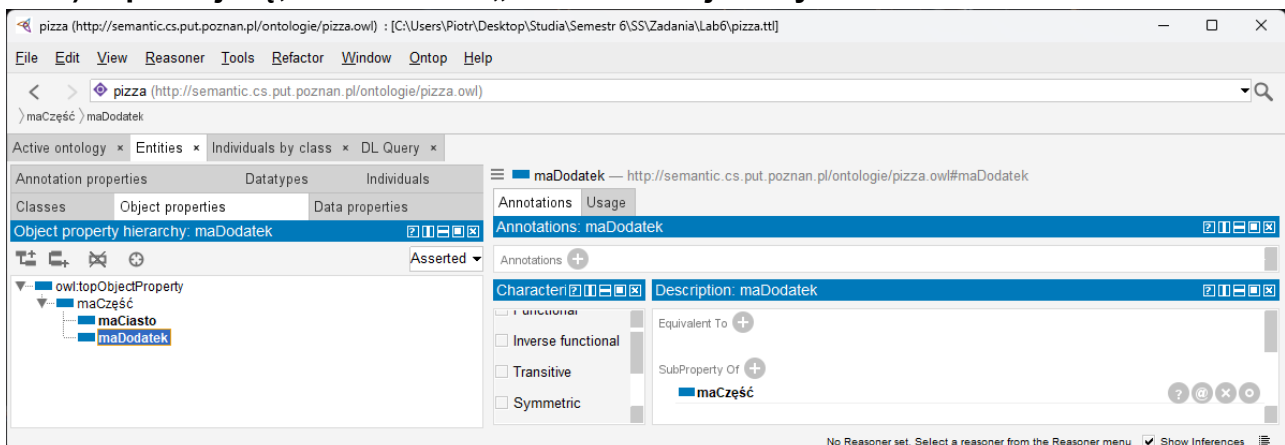 pizza (http://semantic.cs.put.poznan.pl/ontologie/pizza.owl) : [C:\Users\Piotr\Desktop\Studia\Semestr 6\SS\Zadania\Lab6\pizza.ttl]
File Edit View Reasoner Tools Refactor Window Ontop Help
pizza (http://semantic.cs.put.poznan.pl/ontologie/pizza.owl)
maCzęść maDodatek
Active ontology Entities Individuals by class DL Query
Annotation properties Datatypes Individuals
Classes Object properties Data properties
Object property hierarchy: maDodatek
Asserted
owl:topObjectProperty
maCzęść
maCiasto
maDodatek
maDodatek — http://semantic.cs.put.poznan.pl/ontologie/pizza.owl#maDodatek
Annotations Usage
Annotations: maDodatek
Annotations
Characteri
Functional
Inverse functional
Transitive
Symmetric
Description: maDodatek
Equivalent To
SubProperty Of
maCzęść
No Reasoner set. Select a reasoner from the Reasoner menu Show Inferences